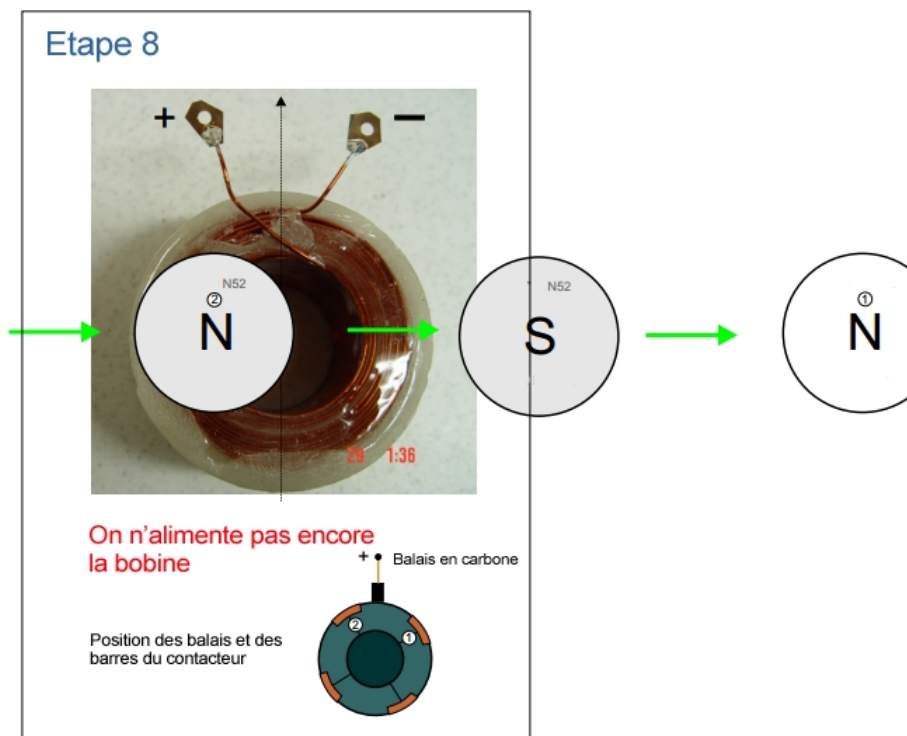 Etape 8
+ −
N52 N52
② ①
N S N
29 1:36
On n'alimente pas encore
la bobine
+ Balais en carbone
② ①
Position des balais et des
barres du contacteur